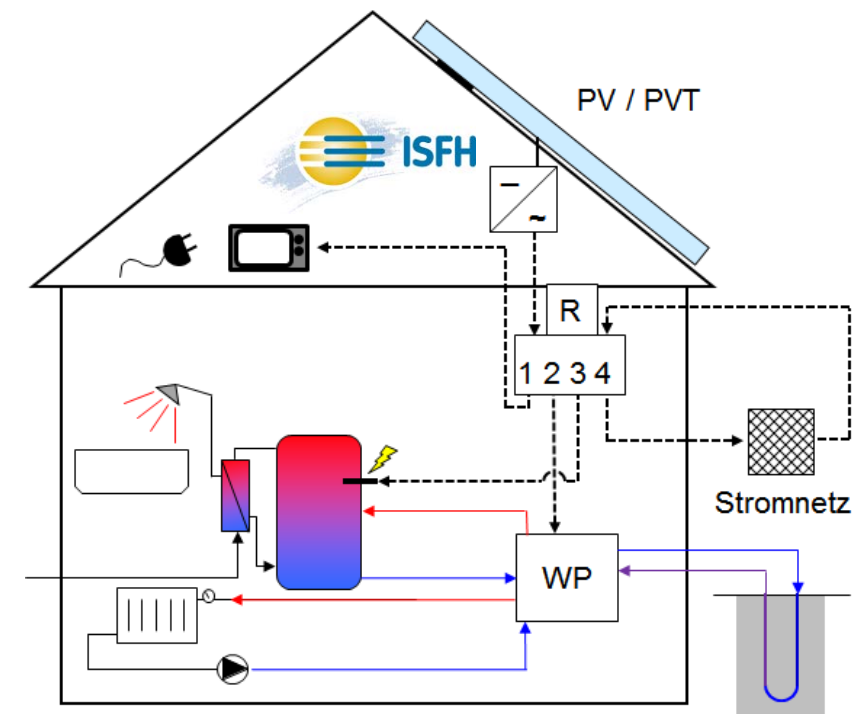 PV / PVT
ISFH
–
~
R
1 2 3 4
Stromnetz
WP